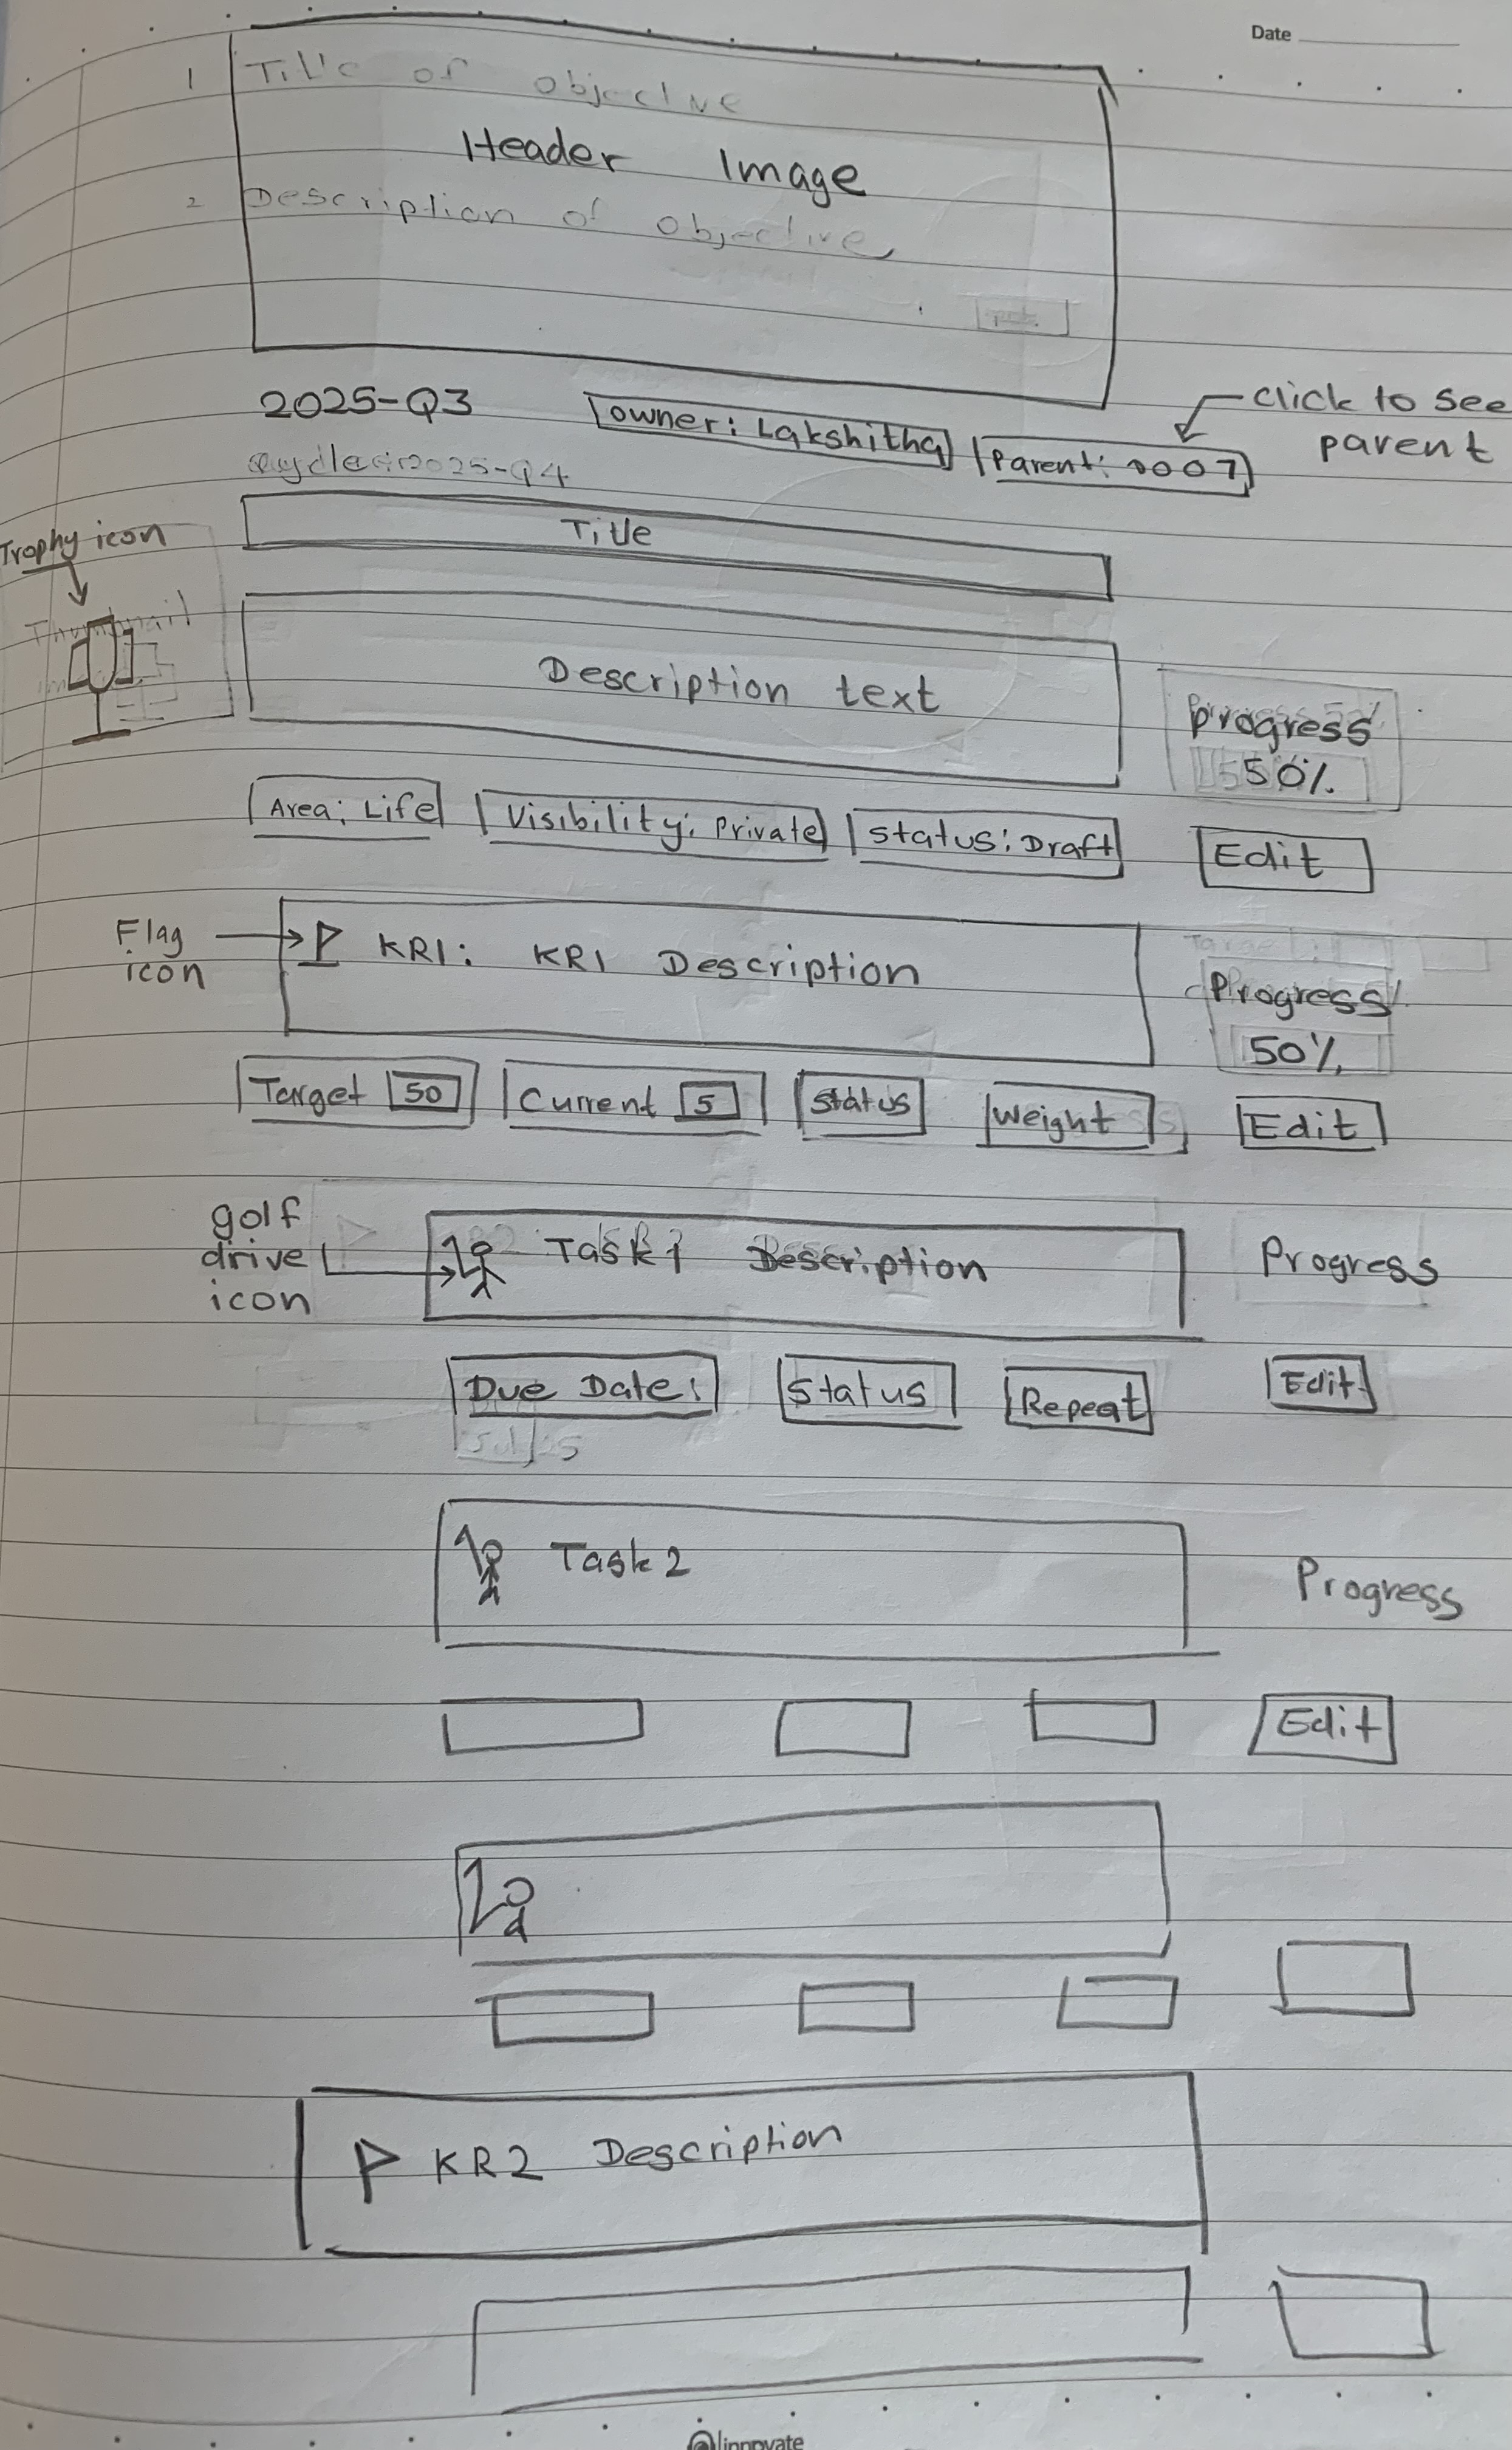 Date
1 Title of objective
Header Image
2 Description of objective
2025-Q3 owner: Lakshitha Parent: 0007
click to see
parent
2025-Q4
Title
Trophy icon
Thumbnail
Description text
Progress
50%
Area: Life Visibility: Private Status: Draft Edit
Flag
icon
KR1: KR1 Description
Progress
50%
Target 50 Current 5 Status Weight Edit
golf
drive
icon
Task 1 Description Progress
Due Date: Status Repeat Edit
Task 2
Progress
Edit
KR2 Description
innovate